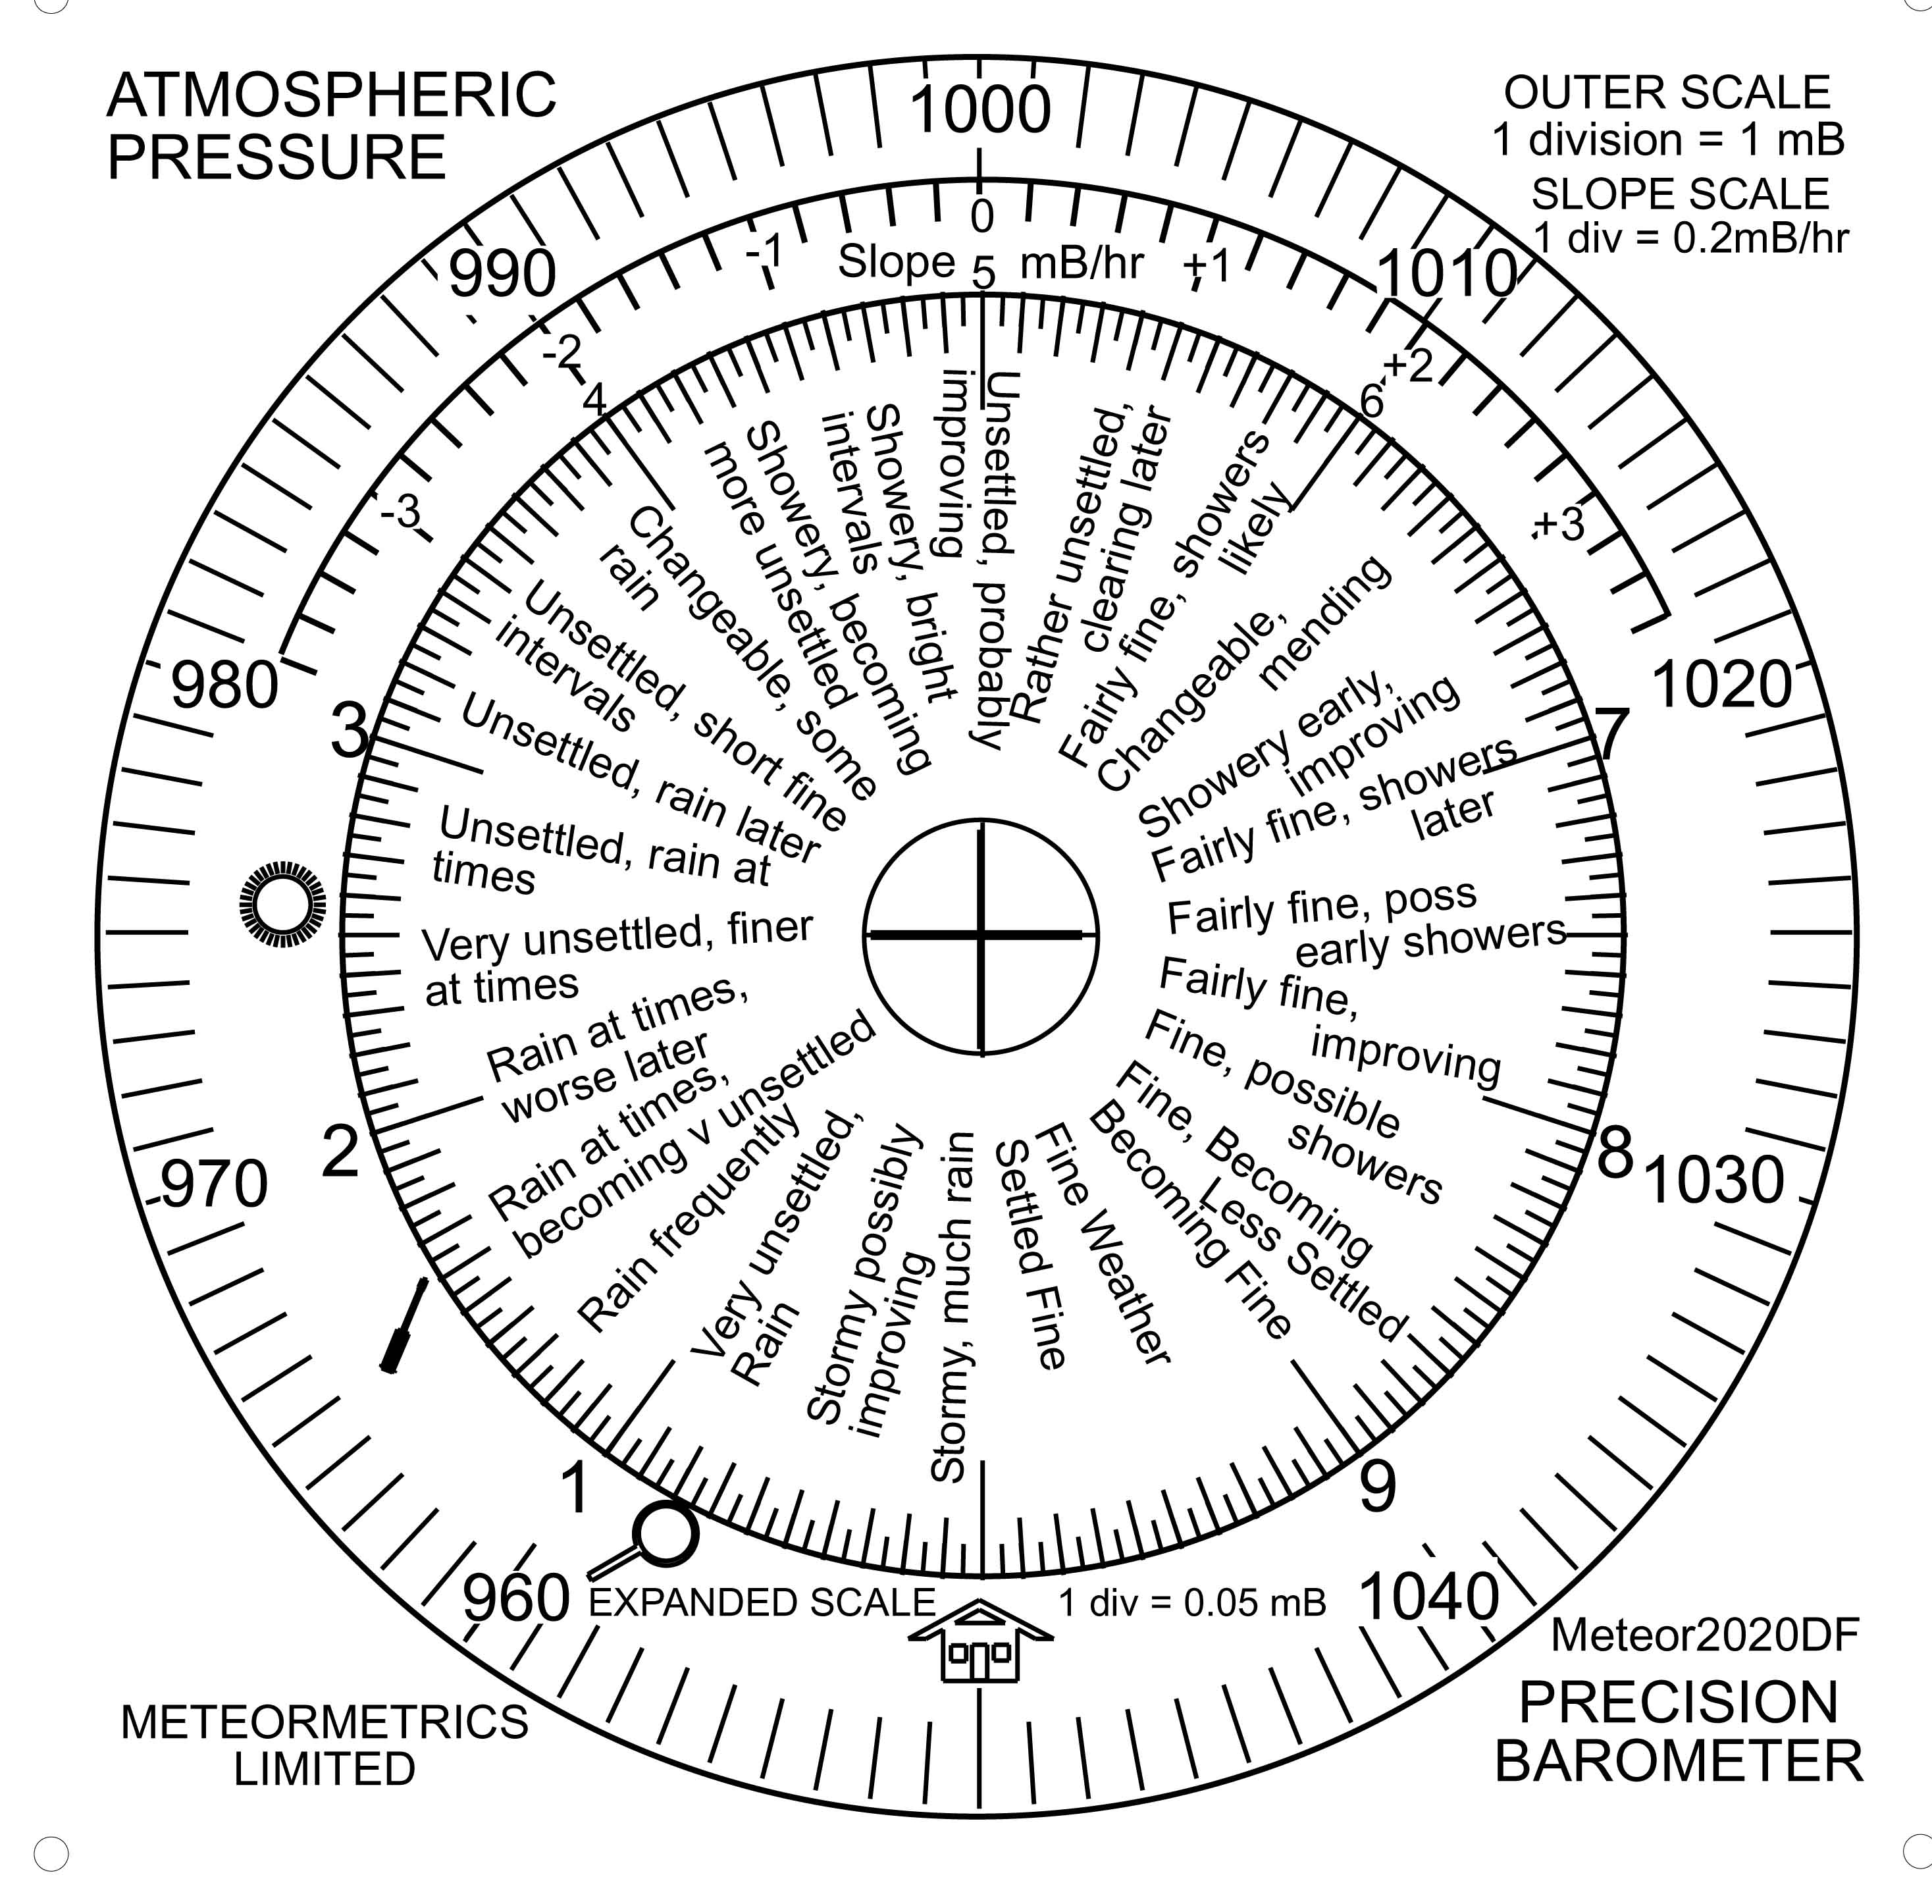 ATMOSPHERIC
PRESSURE
OUTER SCALE
1 division = 1 mB
SLOPE SCALE
1 div = 0.2mB/hr
1000
1010
1020
1030
1040
960
-970
980
990
-3
-2
-1
0
+1
+2
+3
Slope
mB/hr
5
6
7
8
9
1
2
3
4
Unsettled, probably
improving
Rather unsettled,
clearing later
Fairly fine, showers
likely
Changeable,
mending
Showery early,
improving
Fairly fine, showers
later
Fairly fine, poss
early showers
Fairly fine,
improving
Fine, possible
showers
Fine, Becoming
Less Settled
Becoming Fine
Fine Weather
Settled Fine
Stormy, much rain
Stormy possibly
improving
Very unsettled,
Rain
Rain frequently
Rain at times,
becoming v unsettled
Rain at times,
worse later
Very unsettled, finer
at times
Unsettled, rain at
times
Unsettled, rain later
Unsettled, short fine
intervals
Changeable, some
rain
Showery, becoming
more unsettled
Showery, bright
intervals
EXPANDED SCALE
1 div = 0.05 mB
METEORMETRICS
LIMITED
Meteor2020DF
PRECISION
BAROMETER